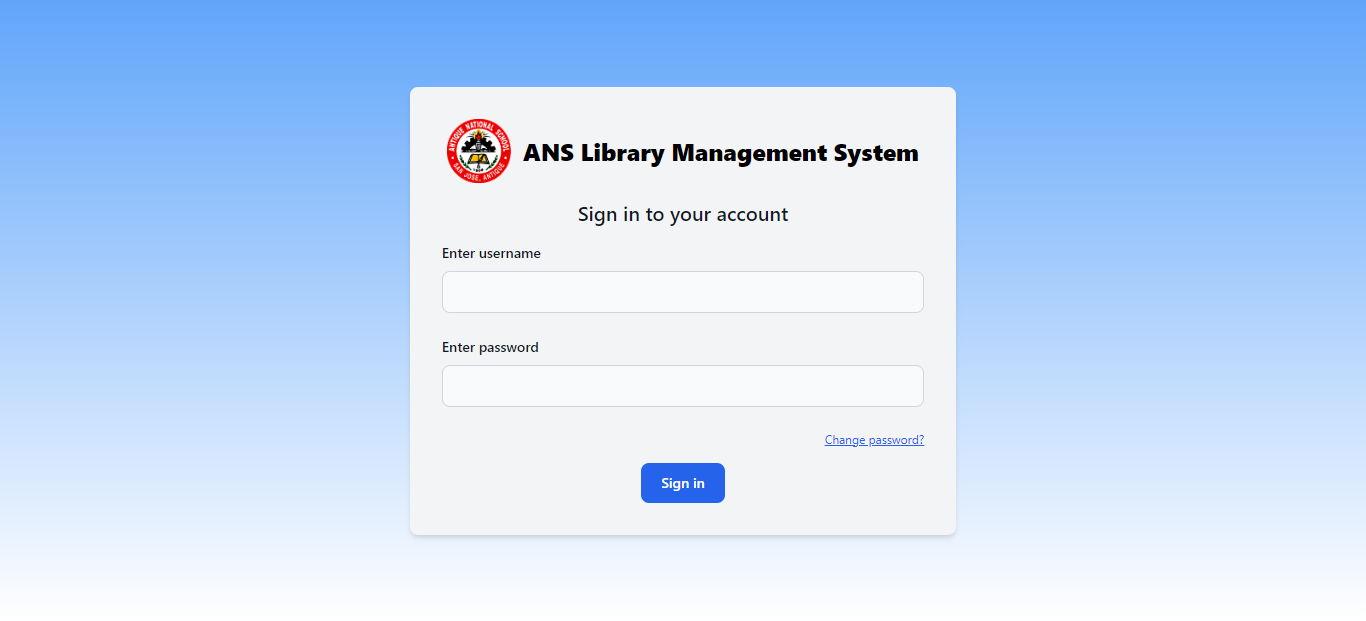 ANTIQUE NATIONAL SCHOOL
SAN JOSE, ANTIQUE
ANS Library Management System
Sign in to your account
Enter username
Enter password
Change password?
Sign in